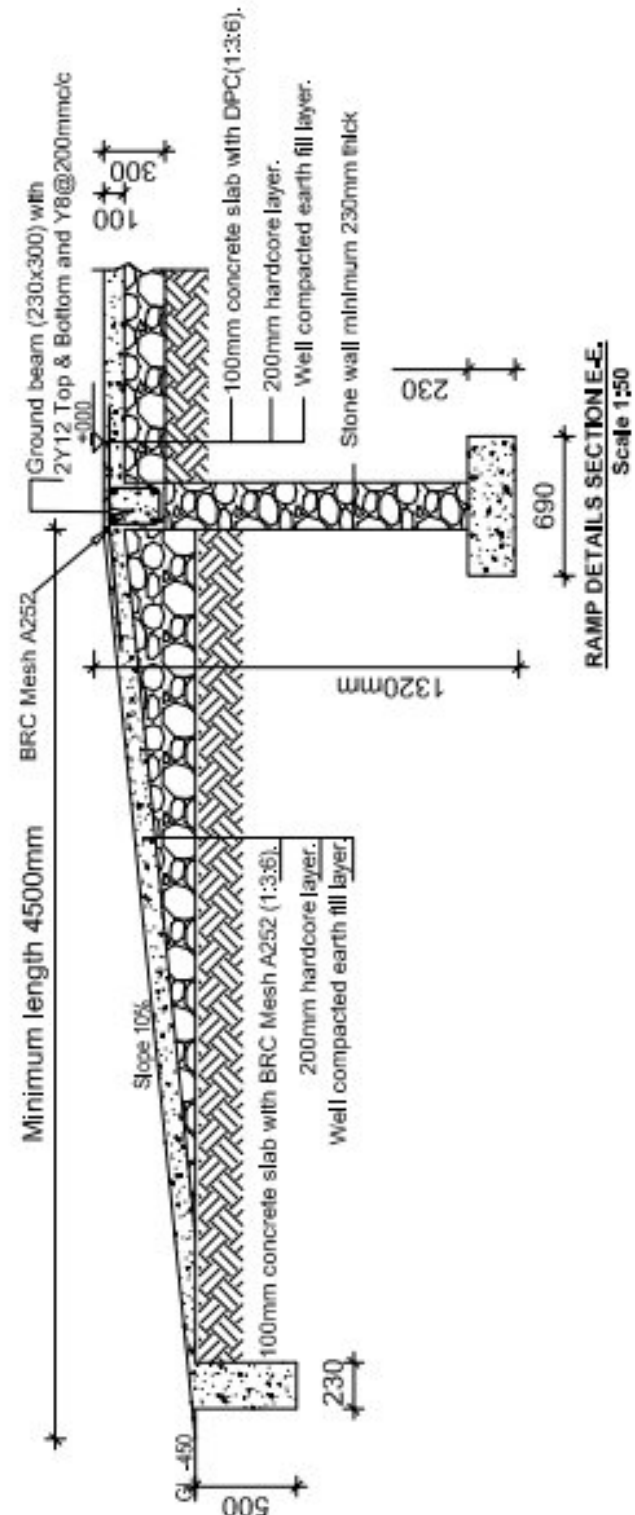 Minimum length 4500mm
BRC Mesh A252
Ground beam (230x300) with
2Y12 Top & Bottom and Y8@200mmc/c
+000
100
300
Slope 10%
GL -450
500
230
100mm concrete slab with BRC Mesh A252 (1:3:6).
200mm hardcore layer.
Well compacted earth fill layer.
1320mm
100mm concrete slab with DPC(1:3:6).
200mm hardcore layer.
Well compacted earth fill layer.
Stone wall minimum 230mm thick
230
690
RAMP DETAILS SECTION E.E.
Scale 1:50